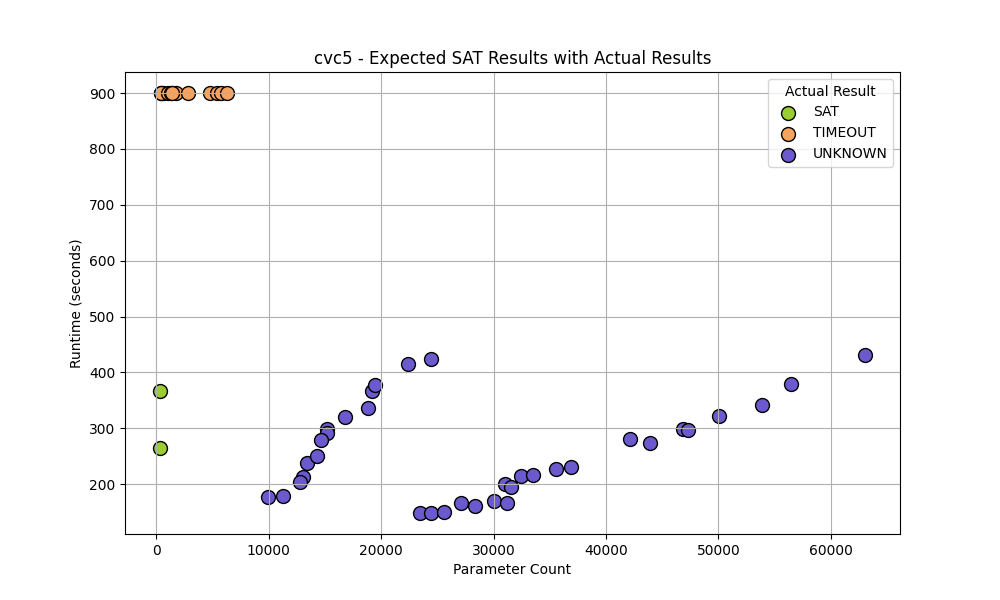 cvc5 - Expected SAT Results with Actual Results
Actual Result
SAT
TIMEOUT
UNKNOWN
Runtime (seconds)
900
800
700
600
500
400
300
200
0 10000 20000 30000 40000 50000 60000
Parameter Count